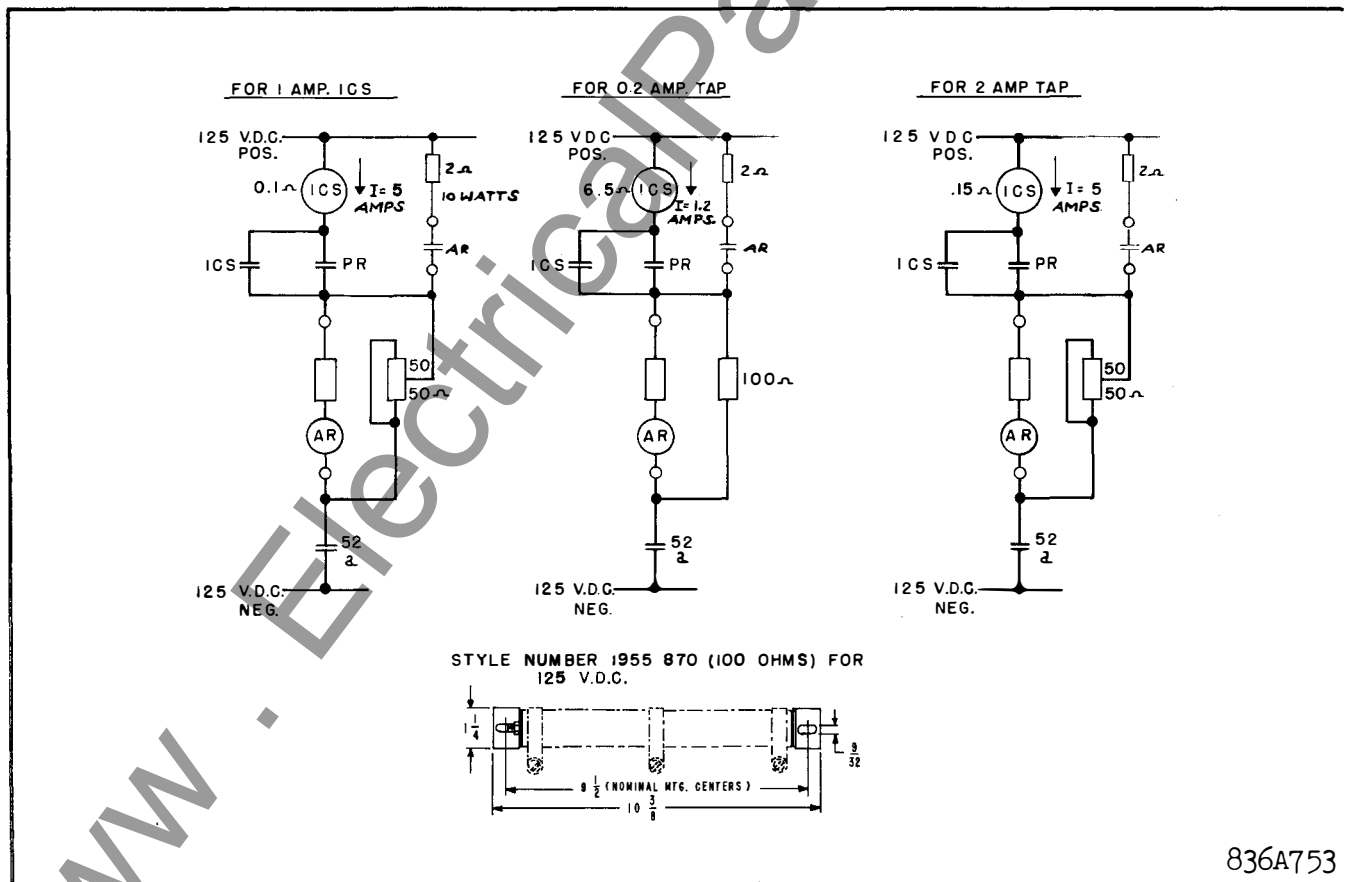 FOR 1 AMP. ICS
125 V.D.C.
POS.
0.1Ω
ICS
I= 5
AMPS
2Ω
10 WATTS
ICS
PR
AR
50
50Ω
AR
52
a
125 V.D.C.
NEG.
FOR 0.2 AMP. TAP
125 V D C
POS.
6.5Ω
ICS
I=1.2
AMPS.
2Ω
ICS
PR
AR
100Ω
AR
52
a
125 V.D.C.
NEG.
FOR 2 AMP TAP
125 V.D.C.
POS.
.15Ω
ICS
I= 5
AMPS.
2Ω
ICS
PR
AR
50
50Ω
AR
52
a
125 V.D.C.
NEG.
STYLE NUMBER 1955 870 (100 OHMS) FOR
125 V.D.C.
1 1/4
9/32
9 1/2 (NOMINAL MTG. CENTERS)
10 3/8
836A753
ww . ElectricalPa